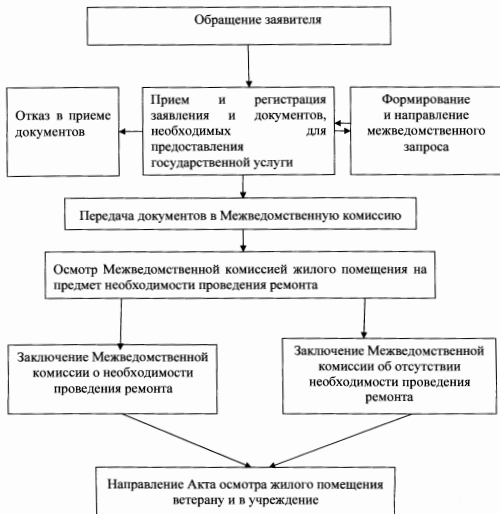 Обращение заявителя
Отказ в приеме
документов
Прием и регистрация
заявления и документов,
необходимых для
предоставления
государственной услуги
Формирование
и направление
межведомственного
запроса
Передача документов в Межведомственную комиссию
Осмотр Межведомственной комиссией жилого помещения на
предмет необходимости проведения ремонта
Заключение Межведомственной
комиссии о необходимости
проведения ремонта
Заключение Межведомственной
комиссии об отсутствии
необходимости проведения
ремонта
Направление Акта осмотра жилого помещения
ветерану и в учреждение